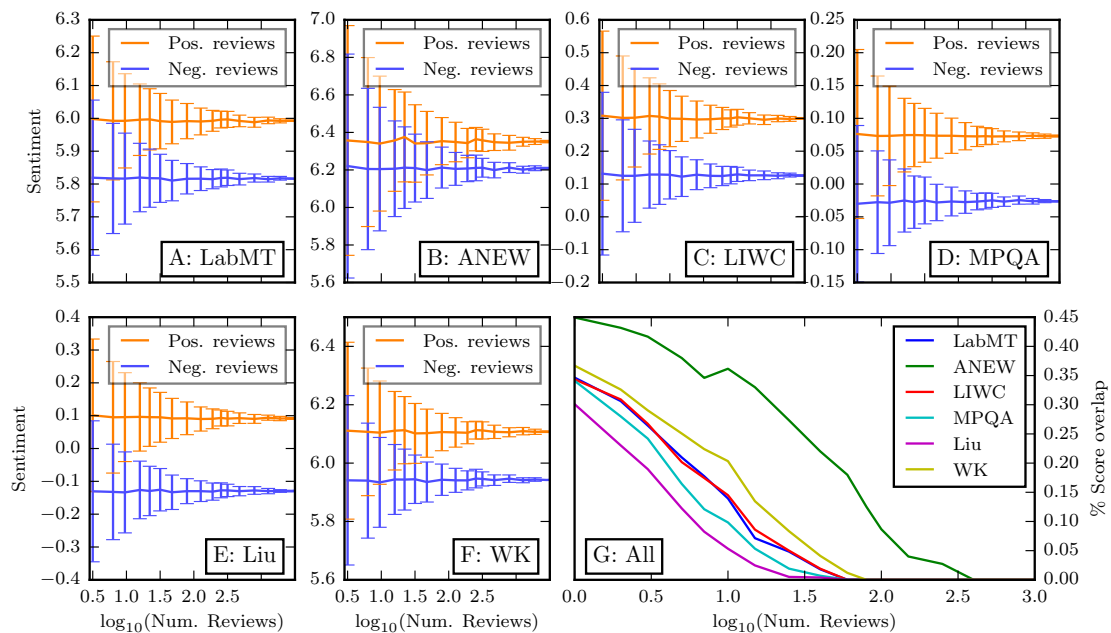 6.3
6.2
6.1
6.0
5.9
5.8
5.7
5.6
5.5
Sentiment
Pos. reviews
Neg. reviews
A: LabMT
7.0
6.8
6.6
6.4
6.2
6.0
5.8
5.6
Pos. reviews
Neg. reviews
B: ANEW
0.6
0.5
0.4
0.3
0.2
0.1
0.0
−0.1
−0.2
Pos. reviews
Neg. reviews
C: LIWC
0.25
0.20
0.15
0.10
0.05
0.00
0.05
0.10
0.15
Pos. reviews
Neg. reviews
D: MPQA
0.4
0.3
0.2
0.1
0.0
−0.1
−0.2
−0.3
−0.4
Sentiment
Pos. reviews
Neg. reviews
E: Liu
0.5 1.0 1.5 2.0 2.5
log10(Num. Reviews)
6.4
6.2
6.0
5.8
5.6
Pos. reviews
Neg. reviews
F: WK
0.5 1.0 1.5 2.0 2.5
log10(Num. Reviews)
LabMT
ANEW
LIWC
MPQA
Liu
WK
G: All
0.0 0.5 1.0 1.5 2.0 2.5 3.0
log10(Num. Reviews)
0.45
0.40
0.35
0.30
0.25
0.20
0.15
0.10
0.05
0.00
% Score overlap